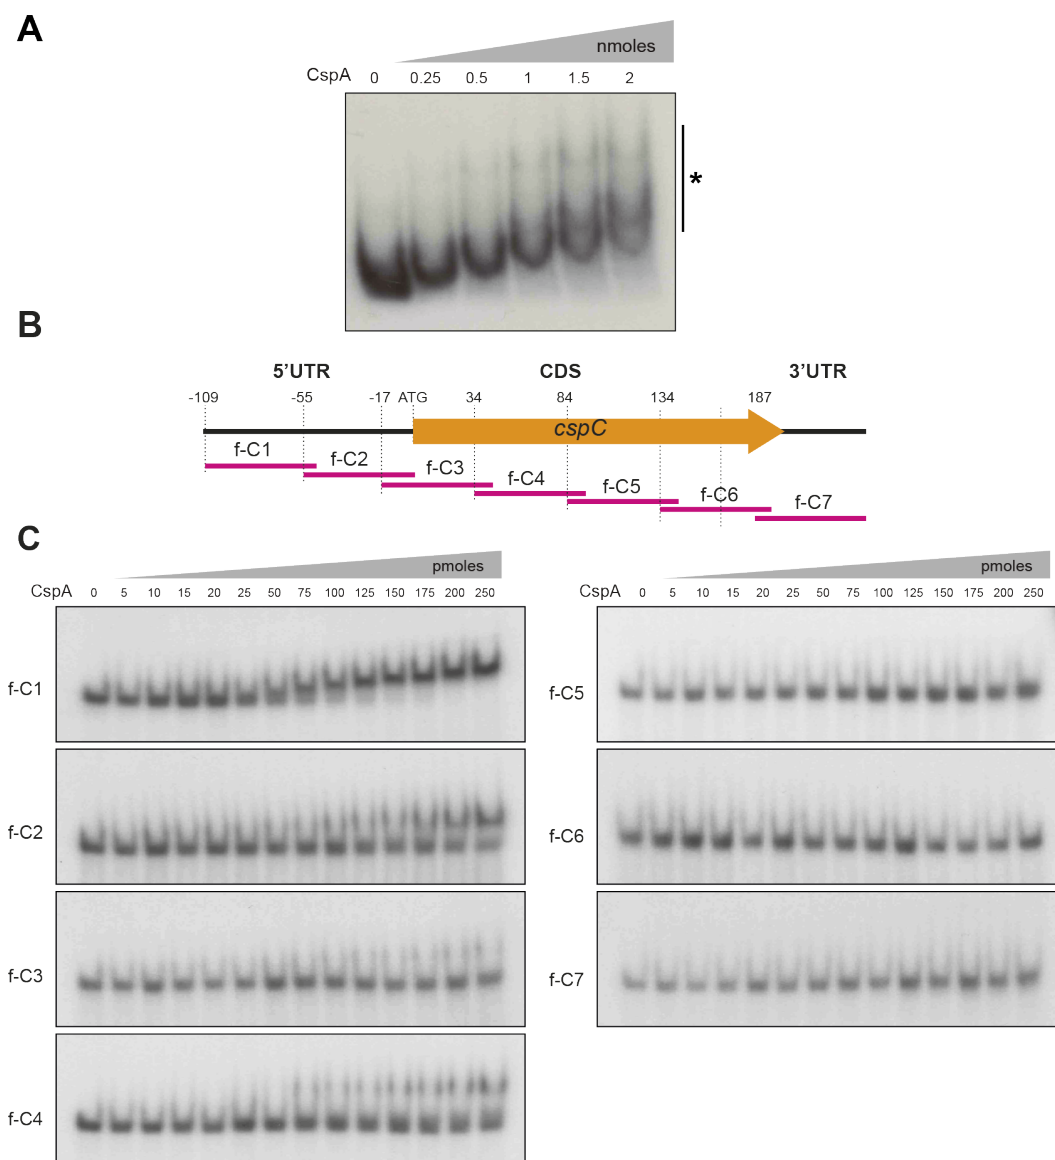 A
nmoles
CspA 0 0.25 0.5 1 1.5 2
*
B
5'UTR CDS 3'UTR
-109 -55 -17 ATG 34 84 134 187
cspC
f-C1 f-C2 f-C3 f-C4 f-C5 f-C6 f-C7
C
pmoles
CspA 0 5 10 15 20 25 50 75 100 125 150 175 200 250
f-C1
f-C2
f-C3
f-C4
pmoles
CspA 0 5 10 15 20 25 50 75 100 125 150 175 200 250
f-C5
f-C6
f-C7